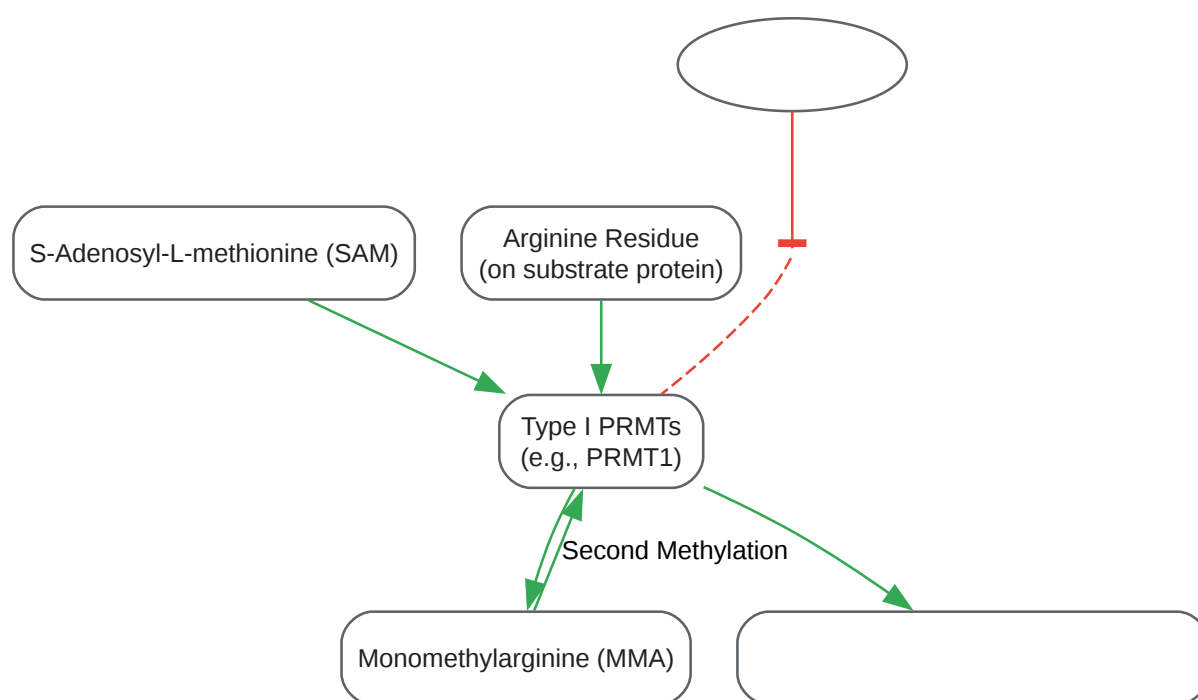 S-Adenosyl-L-methionine (SAM)
Arginine Residue
(on substrate protein)
Type I PRMTs
(e.g., PRMT1)
Second Methylation
Monomethylarginine (MMA)